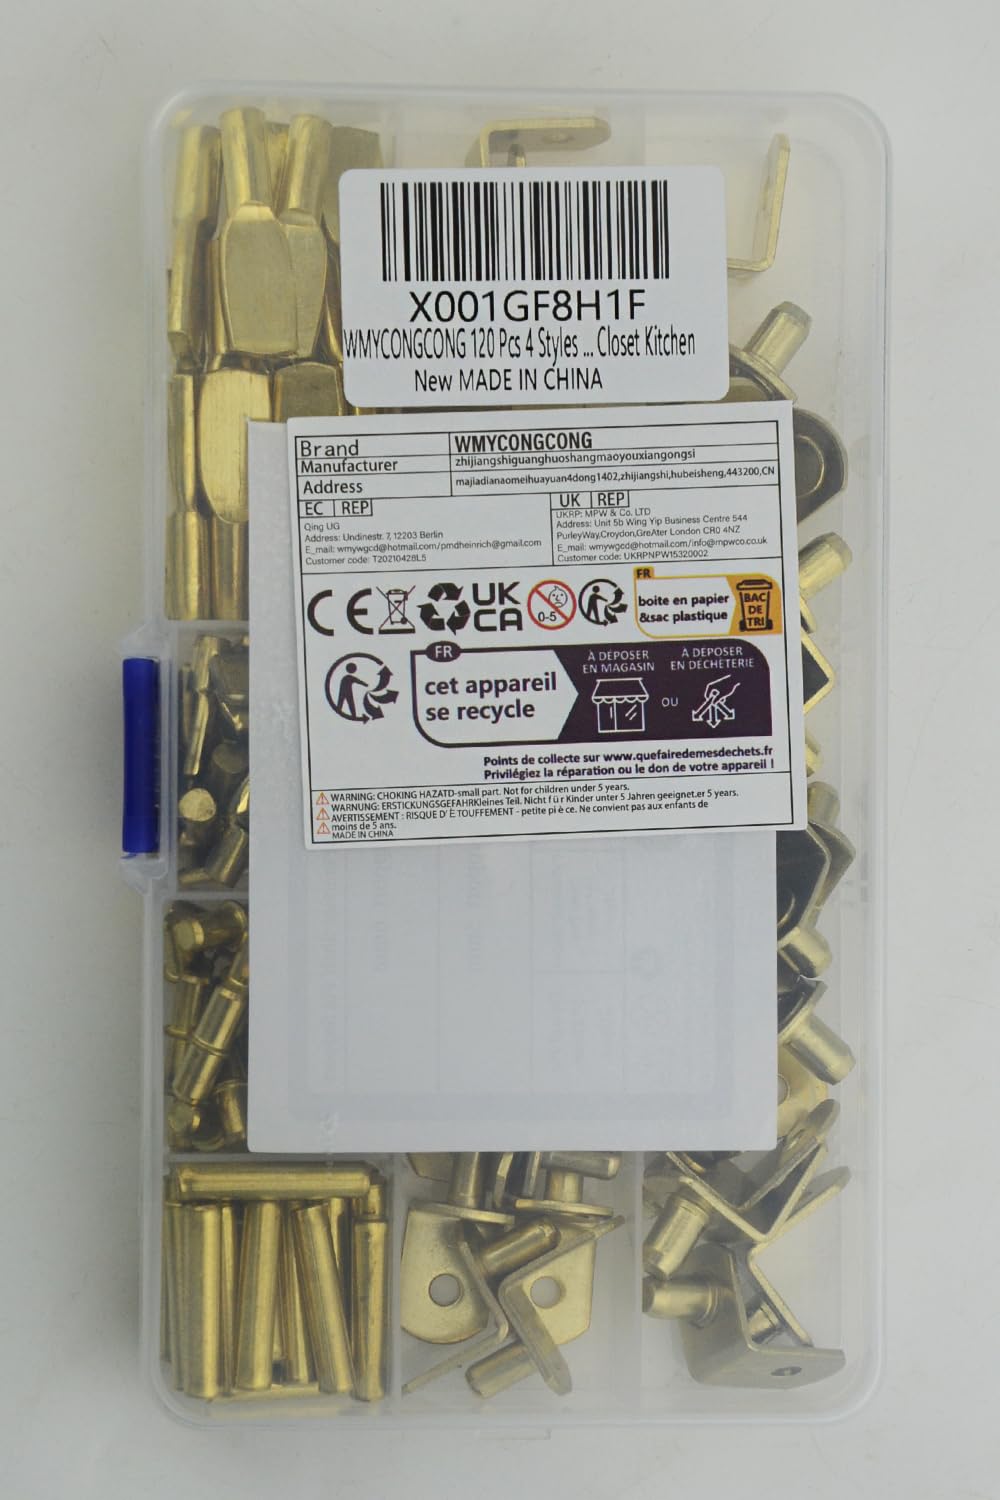 X001GF8H1F
WMYCONGCONG 120 Pcs 4 Styles ... Closet Kitchen
New MADE IN CHINA
Brand WMYCONGCONG
Manufacturer zhijiangshiguanghuoshangmaoyouxiangongsi
Address majiadianaomeihuayuan4dong1402,zhijiangshi,hubeisheng,443200,CN
EC REP
Qing UG
Address: Undinestr. 7, 12203 Berlin
E_mail: wmywgcd@hotmail.com/pmdheinrich@gmail.com
Customer code: T20210428L5
UK REP
UKRP: MPW & Co. LTD
Address: Unit 5b Wing Yip Business Centre 544
PurleyWay,Croydon,GreAter London CR0 4NZ
E_mail: wmywgcd@hotmail.com/info@mpwco.co.uk
Customer code: UKRPNPW15320002
CE
UK
CA
0-5
FR
boite en papier
&sac plastique
BAC
DE
TRI
FR
cet appareil
se recycle
À DÉPOSER
EN MAGASIN
OU
À DÉPOSER
EN DÉCHÈTERIE
Points de collecte sur www.quefairedemesdechets.fr
Privilégiez la réparation ou le don de votre appareil !
WARNING: CHOKING HAZATD-small part. Not for children under 5 years.
WARNUNG: ERSTICKUNGSGEFAHRKleines Teil. Nicht f ü r Kinder unter 5 Jahren geeignet.er 5 years.
AVERTISSEMENT : RISQUE D' É TOUFFEMENT - petite pi è ce. Ne convient pas aux enfants de
moins de 5 ans.
MADE IN CHINA